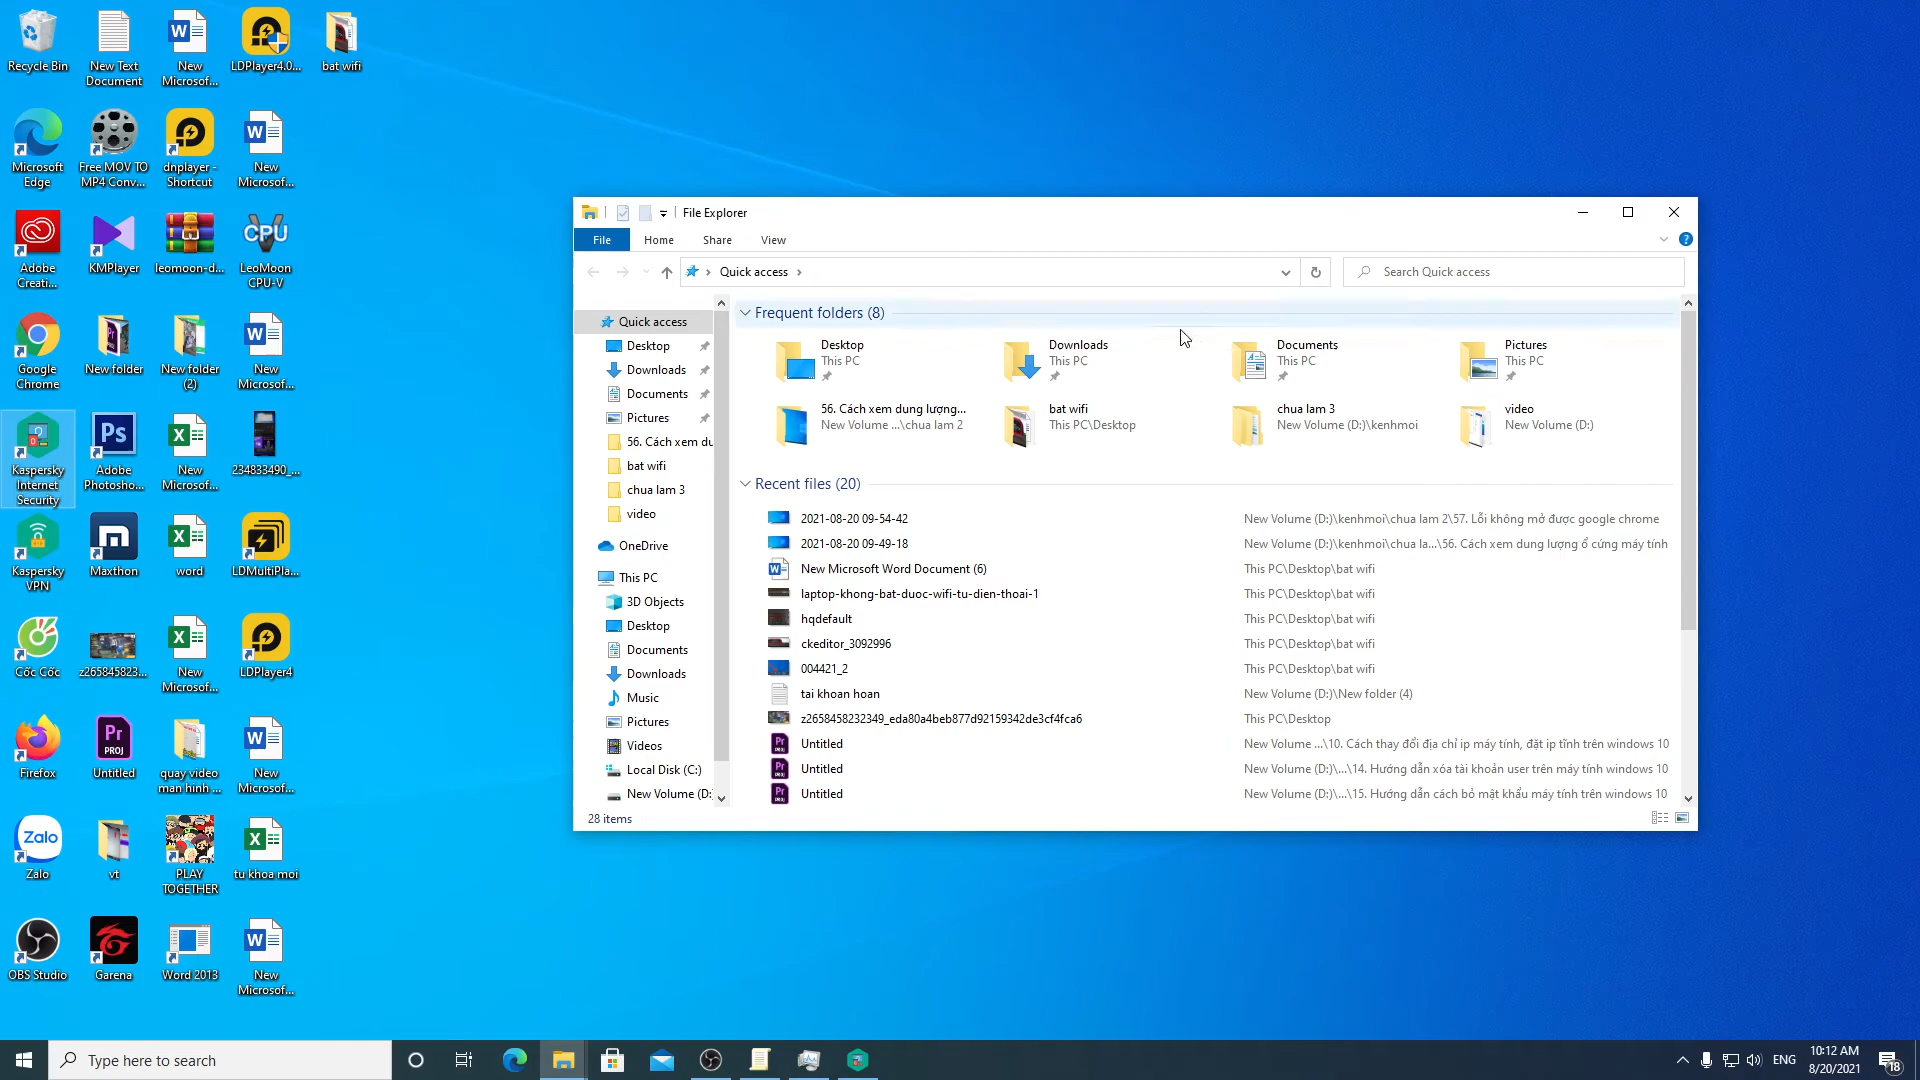 Recycle Bin
New Text
Document
New
Microsof...
LDPlayer4.0...
bat wifi
Microsoft
Edge
Free MOV TO
MP4 Conv...
dnplayer -
Shortcut
New
Microsof...
Adobe
Creati...
KMPlayer
leomoon-d...
CPU
LeoMoon
CPU-V
Google
Chrome
New folder
New folder
(2)
New
Microsof...
Kaspersky
Internet
Security
Ps
Adobe
Photosho...
New
Microsof...
234833490_...
Kaspersky
VPN
Maxthon
word
LDMultiPla...
Cốc Cốc
z265845823...
New
Microsof...
LDPlayer4
Firefox
Pr
PROJ
Untitled
quay video
man hinh ...
New
Microsof...
Zalo
Zalo
vt
PLAY
TOGETHER
tu khoa moi
OBS Studio
Garena
Word 2013
New
Microsof...
File Explorer
File
Home
Share
View
Quick access
Search Quick access
Quick access
Desktop
Downloads
Documents
Pictures
56. Cách xem du
bat wifi
chua lam 3
video
OneDrive
This PC
3D Objects
Desktop
Documents
Downloads
Music
Pictures
Videos
Local Disk (C:)
New Volume (D:
Frequent folders (8)
Desktop
This PC
Downloads
This PC
Documents
This PC
Pictures
This PC
56. Cách xem dung lượng...
New Volume ...\chua lam 2
bat wifi
This PC\Desktop
chua lam 3
New Volume (D:)\kenhmoi
video
New Volume (D:)
Recent files (20)
2021-08-20 09-54-42 New Volume (D:)\kenhmoi\chua lam 2\57. Lỗi không mở được google chrome
2021-08-20 09-49-18 New Volume (D:)\kenhmoi\chua la...\56. Cách xem dung lượng ổ cứng máy tính
New Microsoft Word Document (6) This PC\Desktop\bat wifi
laptop-khong-bat-duoc-wifi-tu-dien-thoai-1 This PC\Desktop\bat wifi
hqdefault This PC\Desktop\bat wifi
ckeditor_3092996 This PC\Desktop\bat wifi
004421_2 This PC\Desktop\bat wifi
tai khoan hoan New Volume (D:)\New folder (4)
z2658458232349_eda80a4beb877d92159342de3cf4fca6 This PC\Desktop
Untitled New Volume ...\10. Cách thay đổi địa chỉ ip máy tính, đặt ip tĩnh trên windows 10
Untitled New Volume (D:)\...\14. Hướng dẫn xóa tài khoản user trên máy tính windows 10
Untitled New Volume (D:)\...\15. Hướng dẫn cách bỏ mật khẩu máy tính trên windows 10
28 items
Type here to search
ENG
10:12 AM
8/20/2021
18